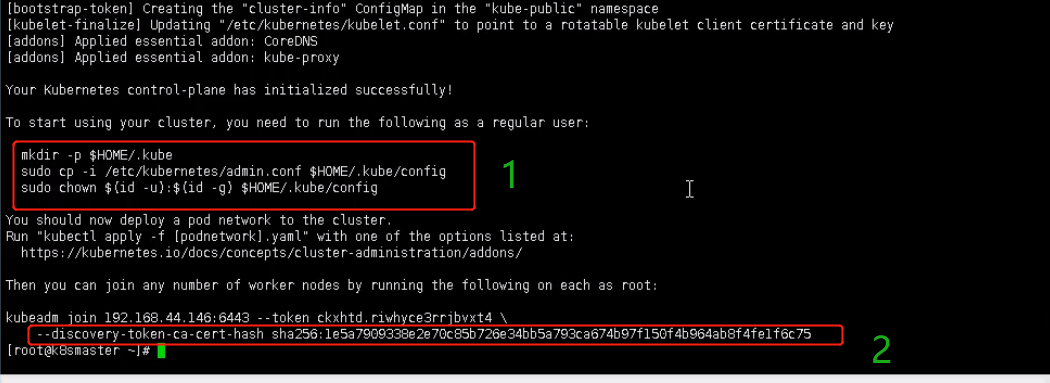 [bootstrap-token] Creating the "cluster-info" ConfigMap in the "kube-public" namespace
[kubelet-finalize] Updating "/etc/kubernetes/kubelet.conf" to point to a rotatable kubelet client certificate and key
[addons] Applied essential addon: CoreDNS
[addons] Applied essential addon: kube-proxy
Your Kubernetes control-plane has initialized successfully!
To start using your cluster, you need to run the following as a regular user:
mkdir -p $HOME/.kube
sudo cp -i /etc/kubernetes/admin.conf $HOME/.kube/config
sudo chown ${id -u}:${id -g} $HOME/.kube/config
1
You should now deploy a pod network to the cluster.
Run "kubectl apply -f [podnetwork].yaml" with one of the options listed at:
https://kubernetes.io/docs/concepts/cluster-administration/addons/
Then you can join any number of worker nodes by running the following on each as root:
kubeadm join 192.168.44.146:6443 --token ckxhtd.riwhyce3rrjbvxt4 \
--discovery-token-ca-cert-hash sha256:1e5a7909338e2e70c85b726e34bb5a793ca674b97f150f4b964ab8f4fe1f6c75
[root@k8smaster ~]#
2